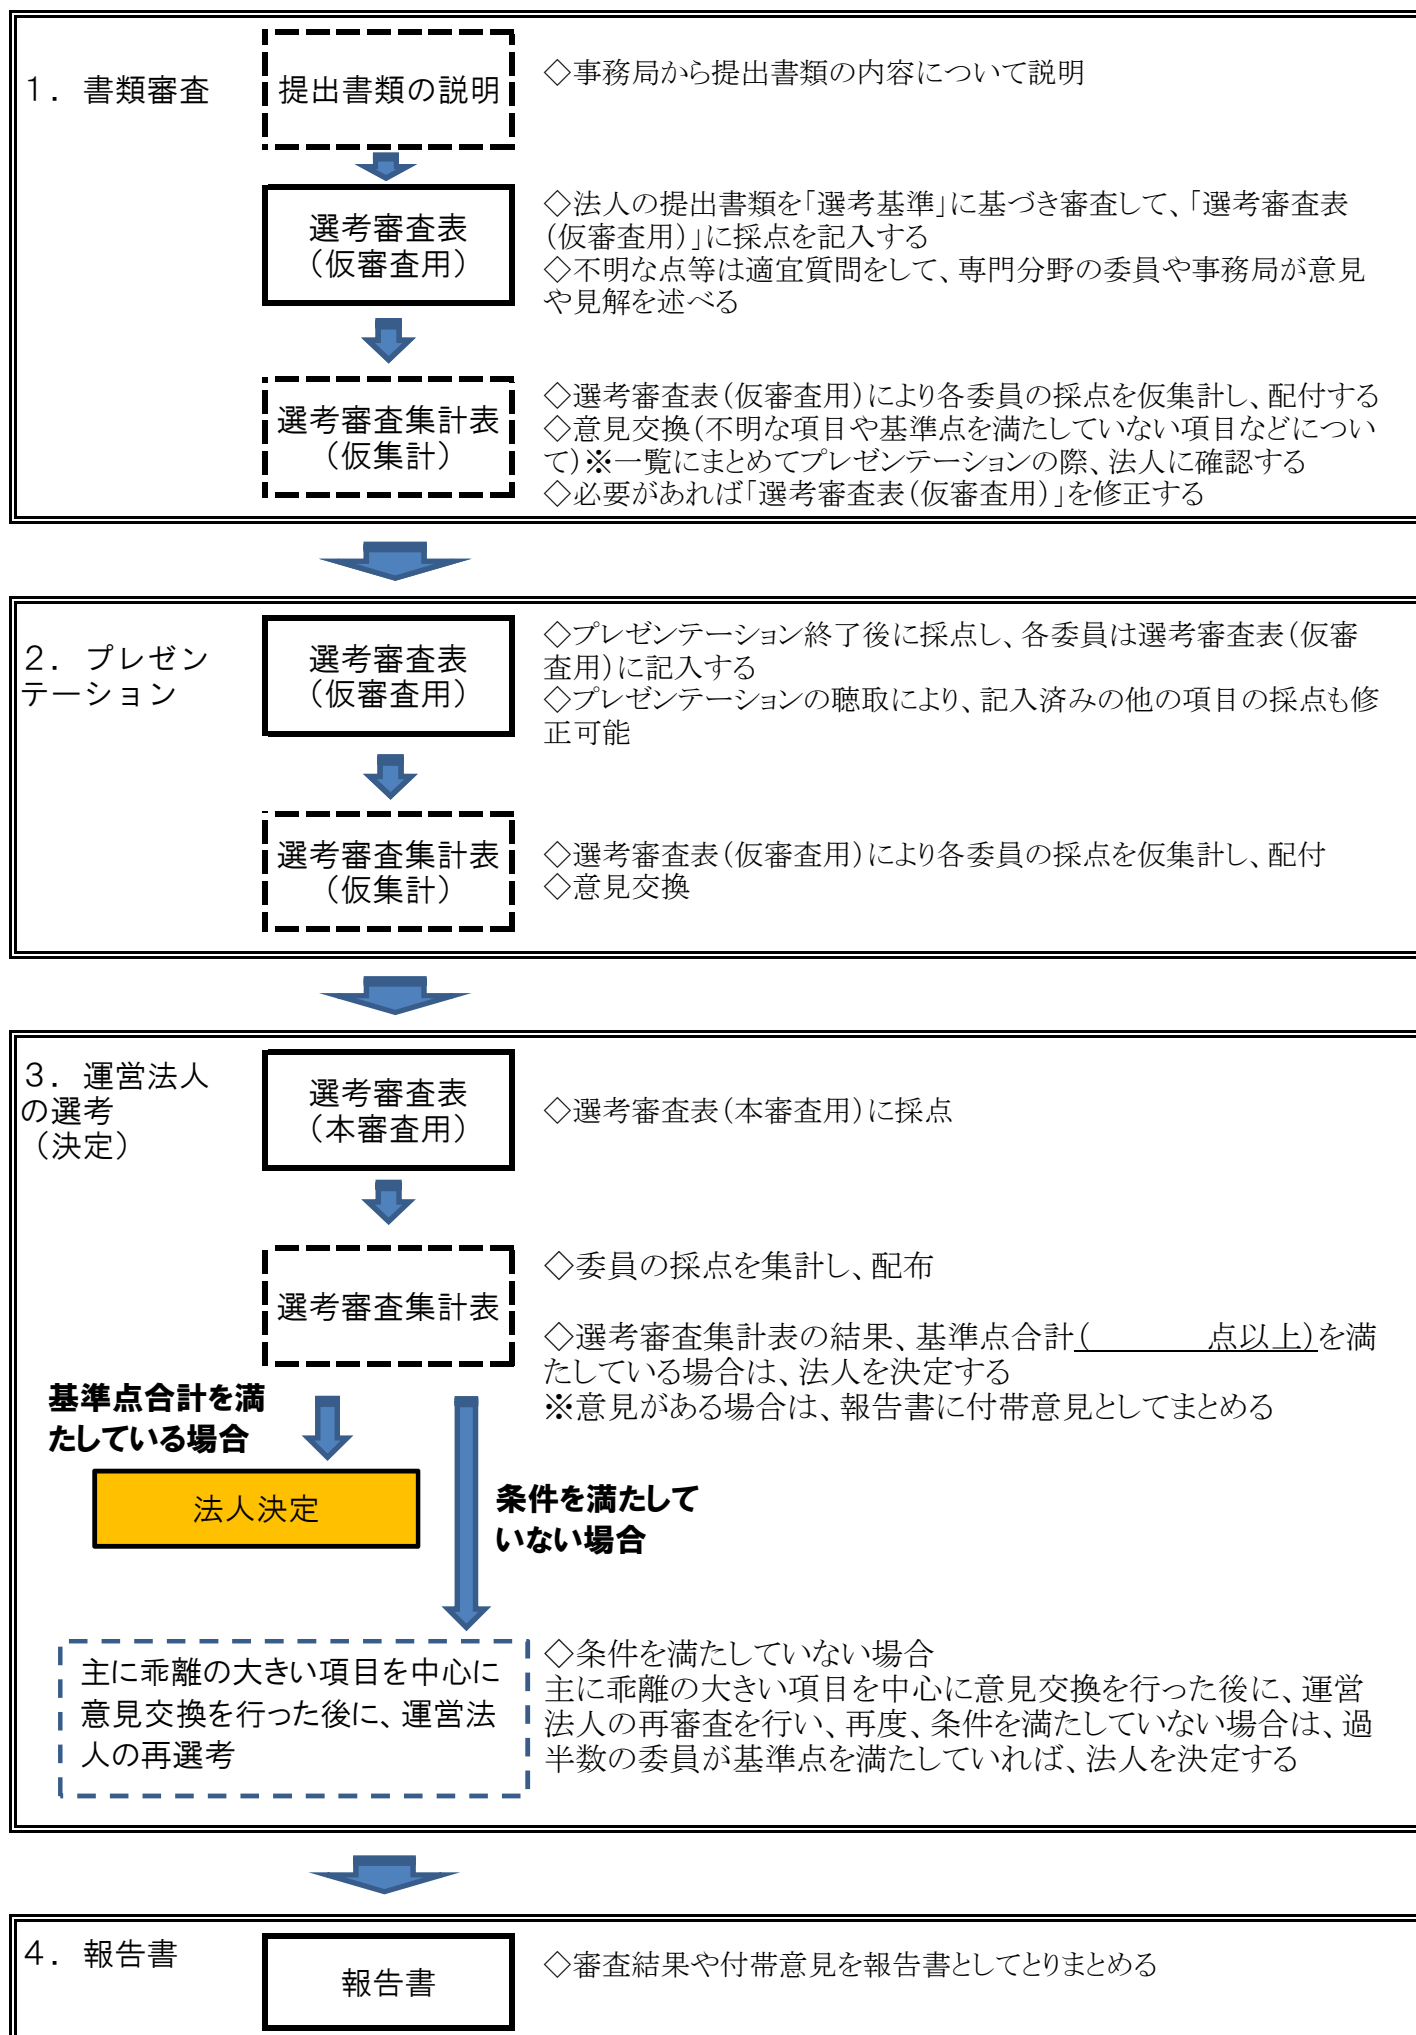 １．書類審査
提出書類の説明
◇事務局から提出書類の内容について説明
選考審査表
（仮審査用）
◇法人の提出書類を「選考基準」に基づき審査して、「選考審査表
（仮審査用）」に採点を記入する
◇不明な点等は適宜質問をして、専門分野の委員や事務局が意見
や見解を述べる
選考審査集計表
（仮集計）
◇選考審査表（仮審査用）により各委員の採点を仮集計し、配付する
◇意見交換（不明な項目や基準点を満たしていない項目などについ
て）※一覧にまとめてプレゼンテーションの際、法人に確認する
◇必要があれば「選考審査表（仮審査用）」を修正する
２．プレゼン
テーション
選考審査表
（仮審査用）
◇プレゼンテーション終了後に採点し、各委員は選考審査表（仮審
査用）に記入する
◇プレゼンテーションの聴取により、記入済みの他の項目の採点も修
正可能
選考審査集計表
（仮集計）
◇選考審査表（仮審査用）により各委員の採点を仮集計し、配付
◇意見交換
３．運営法人
の選考
（決定）
選考審査表
（本審査用）
◇選考審査表（本審査用）に採点
選考審査集計表
◇委員の採点を集計し、配布
◇選考審査集計表の結果、基準点合計（　　　　点以上）を満
たしている場合は、法人を決定する
※意見がある場合は、報告書に付帯意見としてまとめる
基準点合計を満
たしている場合
法人決定
条件を満たして
いない場合
主に乖離の大きい項目を中心に
意見交換を行った後に、運営法
人の再選考
◇条件を満たしていない場合
主に乖離の大きい項目を中心に意見交換を行った後に、運営
法人の再審査を行い、再度、条件を満たしていない場合は、過
半数の委員が基準点を満たしていれば、法人を決定する
４．報告書
報告書
◇審査結果や付帯意見を報告書としてとりまとめる